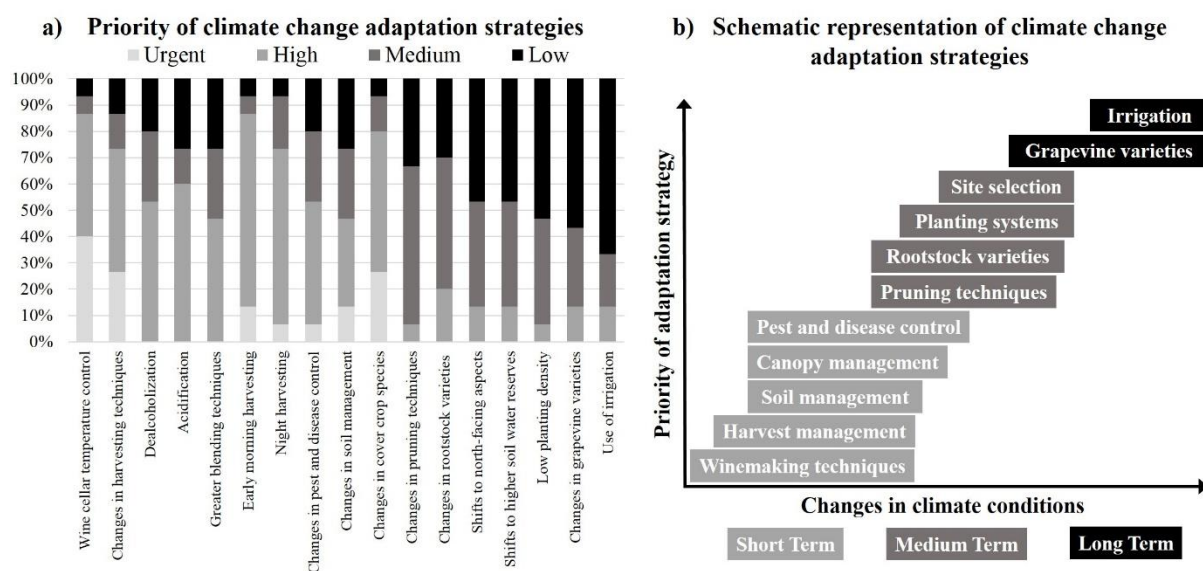 a) Priority of climate change adaptation strategies
Urgent High Medium Low
100%
90%
80%
70%
60%
50%
40%
30%
20%
10%
0%
Wine cellar temperature control
Changes in harvesting techniques
Dealcoholization
Acidification
Greater blending techniques
Early morning harvesting
Night harvesting
Changes in pest and disease control
Changes in soil management
Changes in cover crop species
Changes in pruning techniques
Changes in rootstock varieties
Shifts to north-facing aspects
Shifts to higher soil water reserves
Low planting density
Changes in grapevine varieties
Use of irrigation
b) Schematic representation of climate change
adaptation strategies
Priority of adaptation strategy
Irrigation
Grapevine varieties
Site selection
Planting systems
Rootstock varieties
Pruning techniques
Pest and disease control
Canopy management
Soil management
Harvest management
Winemaking techniques
Changes in climate conditions
Short Term Medium Term Long Term